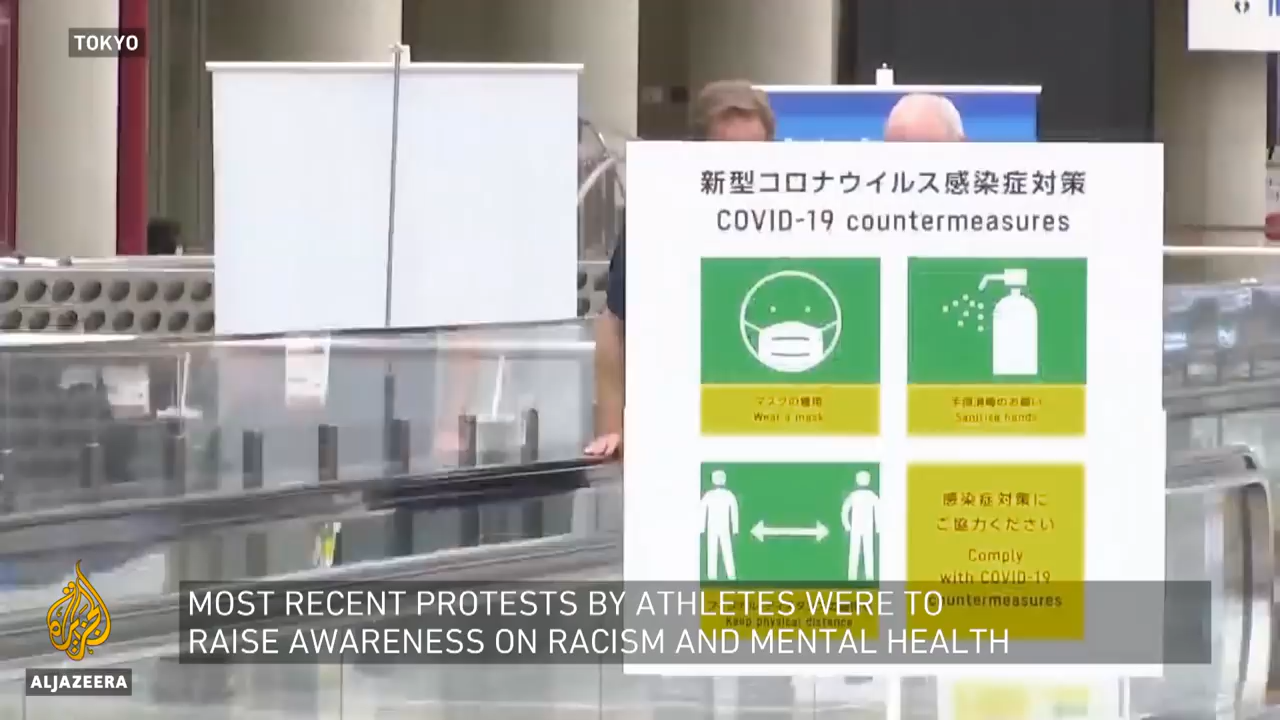 TOKYO
新型コロナウイルス感染症対策
COVID-19 countermeasures
マスクの着用
Wear a mask
手指消毒のお願い
Sanitise hands
感染症対策に
ご協力ください
Comply
with COVID-19
countermeasures
Keep physical distance
MOST RECENT PROTESTS BY ATHLETES WERE TO
RAISE AWARENESS ON RACISM AND MENTAL HEALTH
ALJAZEERA